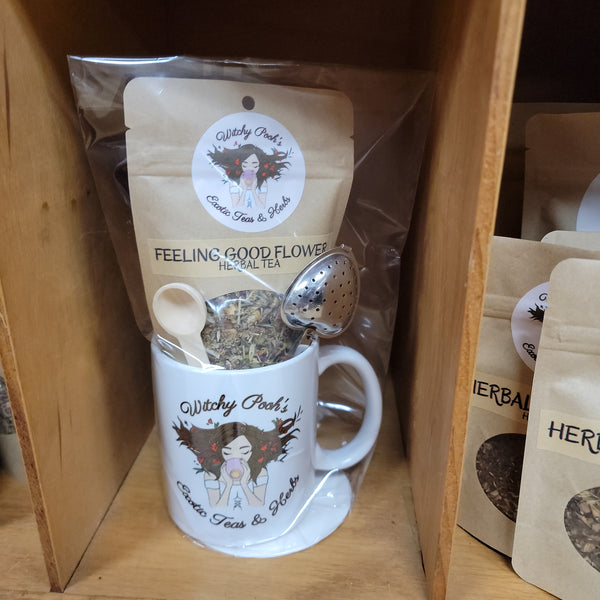 Witchy Pooh's
Exotic Teas & Herbs
FEELING GOOD FLOWER
HERBAL TEA
Witchy Pooh's
Exotic Teas & Herbs
HERBAL
HERB